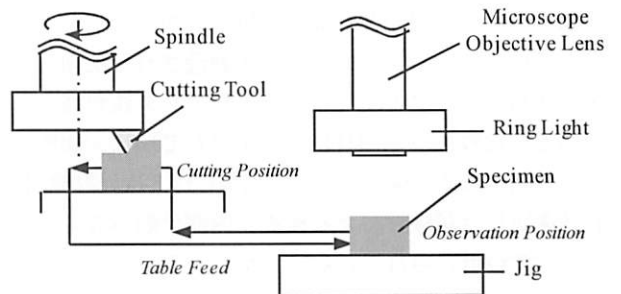 Microscope
Objective Lens
Spindle
Cutting Tool
Ring Light
Cutting Position
Specimen
Observation Position
Table Feed
Jig